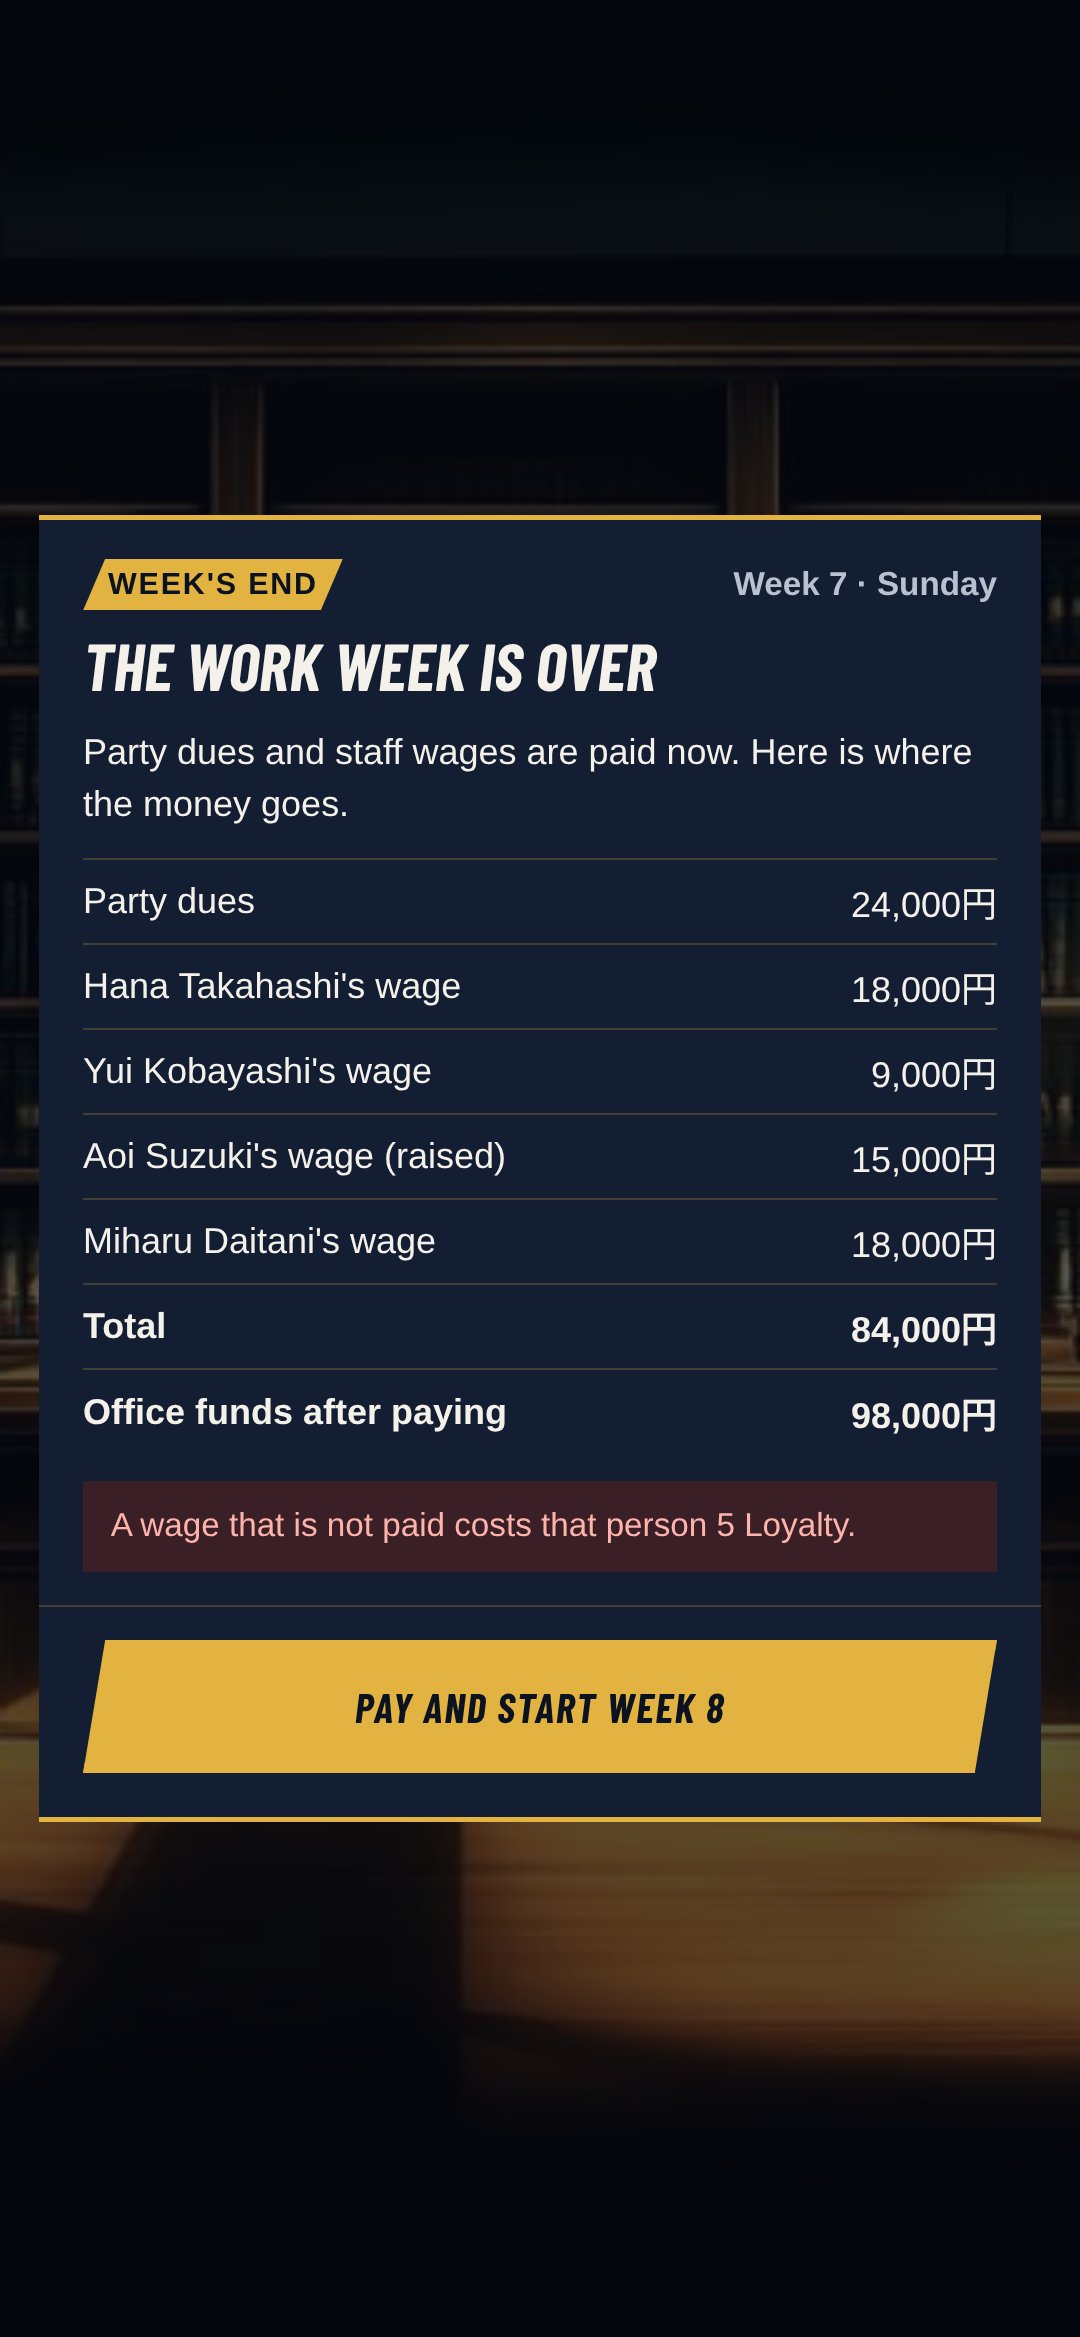 WEEK'S END
Week 7 · Sunday
THE WORK WEEK IS OVER
Party dues and staff wages are paid now. Here is where
the money goes.
Party dues 24,000円
Hana Takahashi's wage 18,000円
Yui Kobayashi's wage 9,000円
Aoi Suzuki's wage (raised) 15,000円
Miharu Daitani's wage 18,000円
Total 84,000円
Office funds after paying 98,000円
A wage that is not paid costs that person 5 Loyalty.
PAY AND START WEEK 8